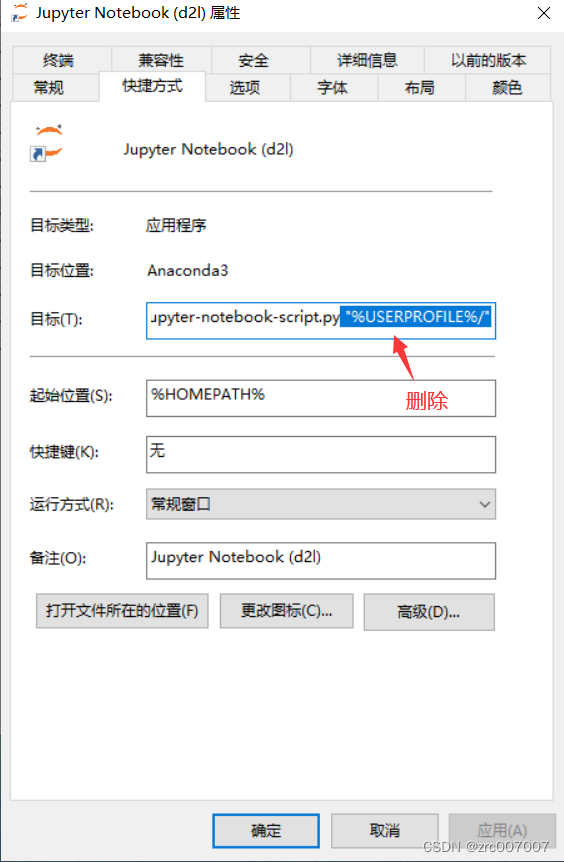 Jupyter Notebook (d2l) 属性
终端 兼容性 安全 详细信息 以前的版本
常规 快捷方式 选项 字体 布局 颜色
Jupyter Notebook (d2l)
目标类型: 应用程序
目标位置: Anaconda3
目标(T): upyter-notebook-script.py "%USERPROFILE%/"
删除
起始位置(S): %HOMEPATH%
快捷键(K): 无
运行方式(R): 常规窗口
备注(O): Jupyter Notebook (d2l)
打开文件所在的位置(F) 更改图标(C)... 高级(D)...
确定 取消 应用(A)
CSDN @zrc007007